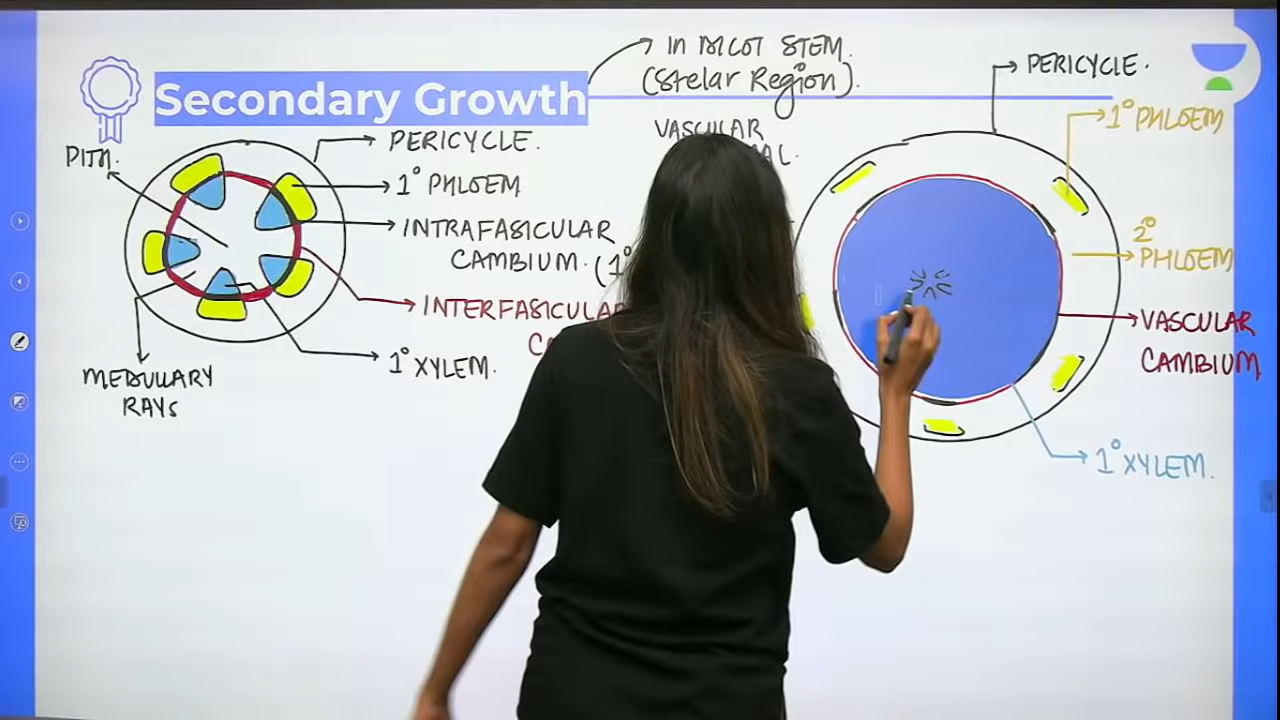 Secondary Growth
In DICOT STEM.
(Stelar Region).
PITH.
PERICYCLE.
1° PHLOEM
INTRAFASICULAR
CAMBIUM. (1°
INTERFASICULAR
1° XYLEM.
MEDULLARY
RAYS
VASCULAR
PERICYCLE.
1° PHLOEM
2°
PHLOEM
VASCULAR
CAMBIUM
1° XYLEM.